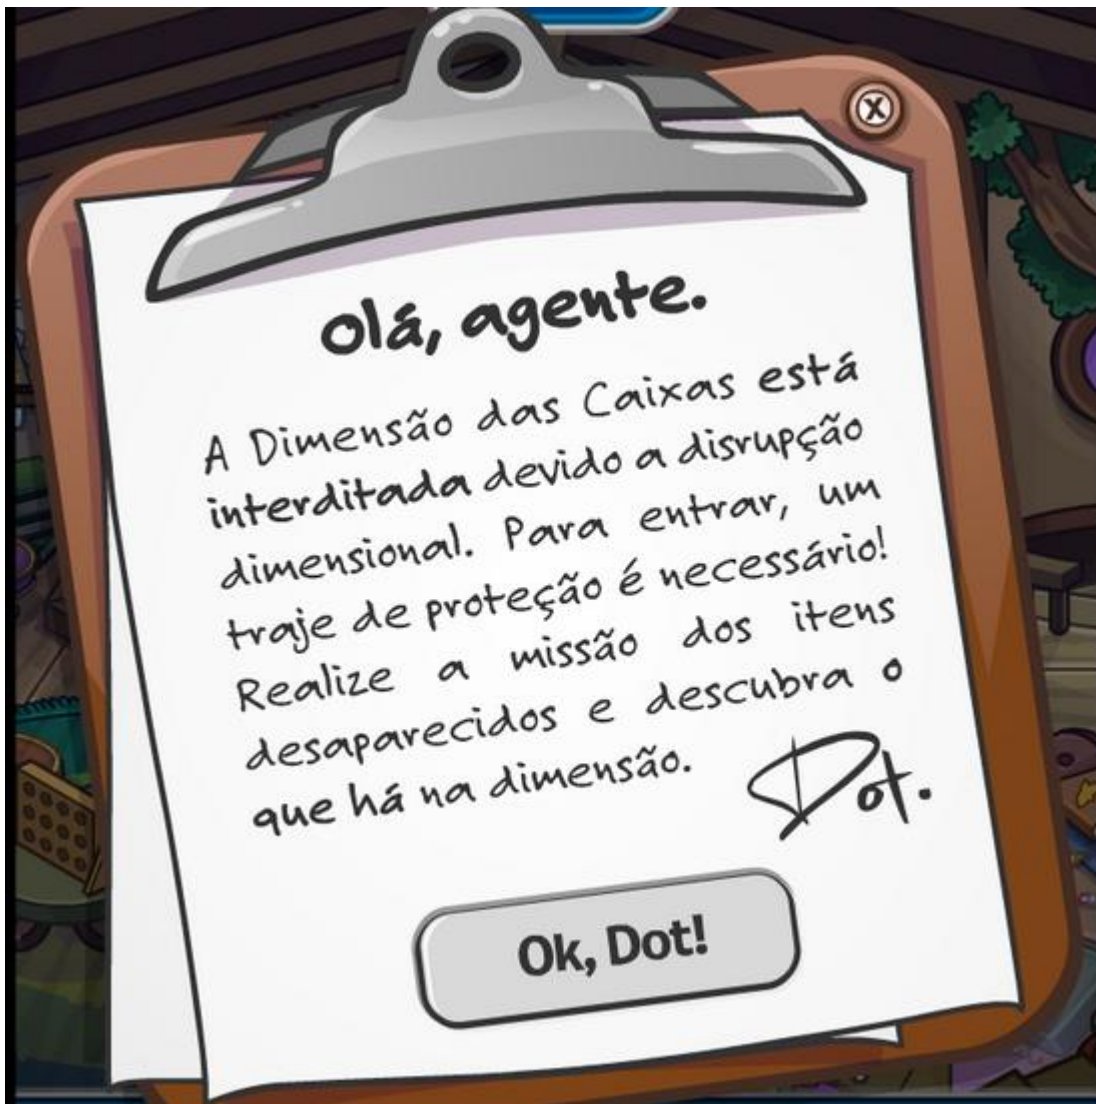 Olá, agente.
A Dimensão das Caixas está
interditada devido a disrupção
dimensional. Para entrar, um
traje de proteção é necessário!
Realize a missão dos itens
desaparecidos e descubra o
que há na dimensão.
Dot.
Ok, Dot!
X